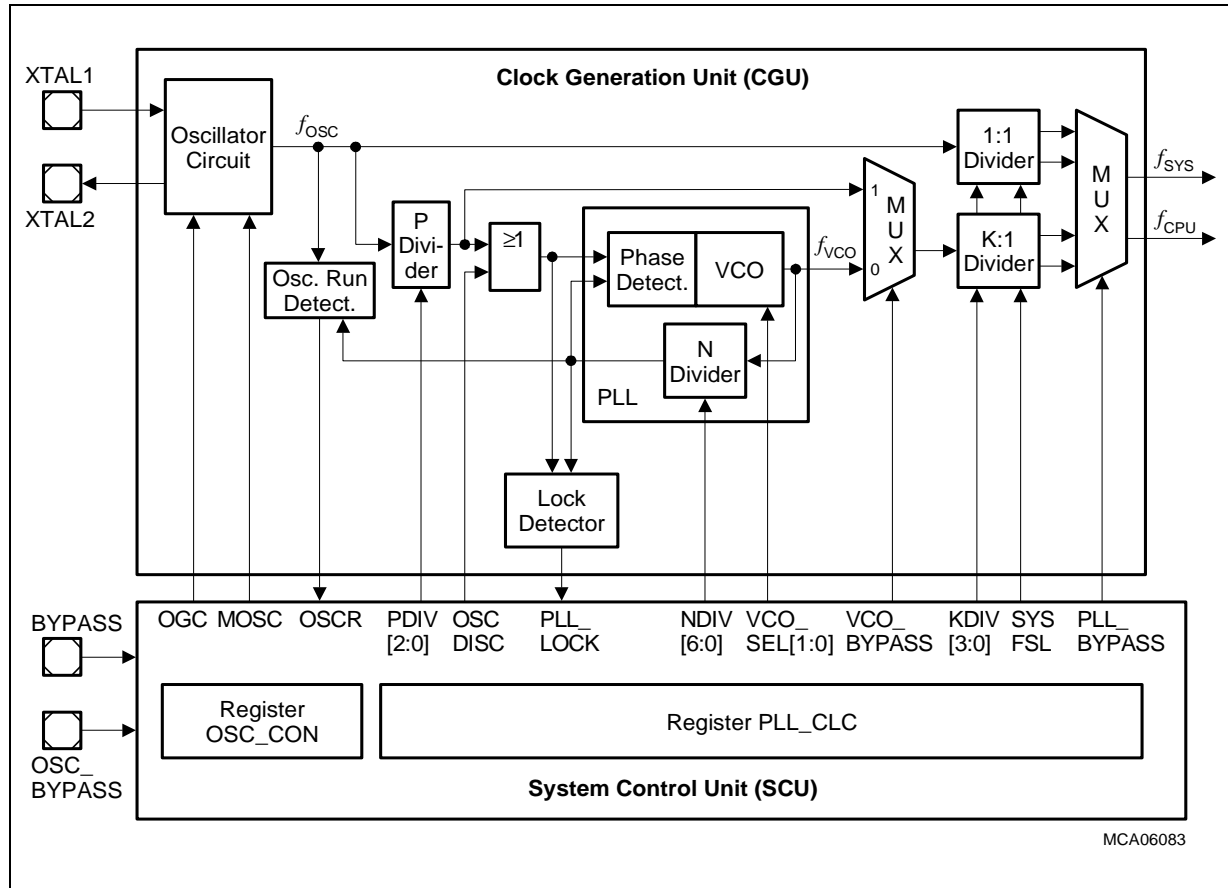 XTAL1
XTAL2
Clock Generation Unit (CGU)
Oscillator
Circuit
fOSC
1:1
Divider
M
U
X
fSYS
fCPU
P
Divi-
der
≥1
Osc. Run
Detect.
Phase
Detect.
VCO
fVCO
1
0
M
U
X
K:1
Divider
N
Divider
PLL
Lock
Detector
BYPASS
OSC_
BYPASS
OGC
MOSC
OSCR
PDIV
[2:0]
OSC
DISC
PLL_
LOCK
NDIV
[6:0]
VCO_
SEL[1:0]
VCO_
BYPASS
KDIV
[3:0]
SYS
FSL
PLL_
BYPASS
Register
OSC_CON
Register PLL_CLC
System Control Unit (SCU)
MCA06083